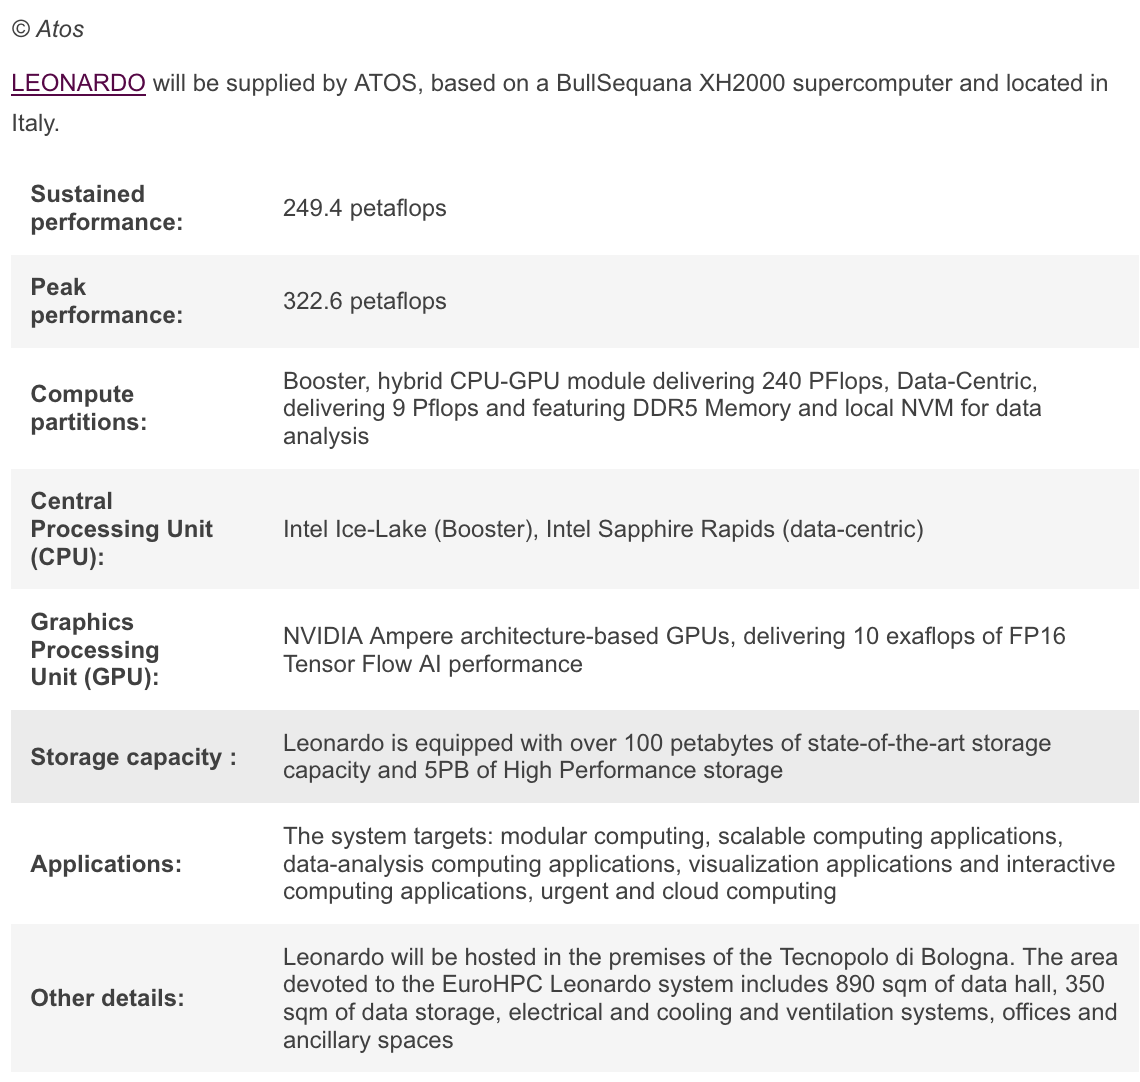 © Atos
LEONARDO will be supplied by ATOS, based on a BullSequana XH2000 supercomputer and located in
Italy.
Sustained
performance:
249.4 petaflops
Peak
performance:
322.6 petaflops
Compute
partitions:
Booster, hybrid CPU-GPU module delivering 240 PFlops, Data-Centric,
delivering 9 Pflops and featuring DDR5 Memory and local NVM for data
analysis
Central
Processing Unit
(CPU):
Intel Ice-Lake (Booster), Intel Sapphire Rapids (data-centric)
Graphics
Processing
Unit (GPU):
NVIDIA Ampere architecture-based GPUs, delivering 10 exaflops of FP16
Tensor Flow AI performance
Storage capacity :
Leonardo is equipped with over 100 petabytes of state-of-the-art storage
capacity and 5PB of High Performance storage
Applications:
The system targets: modular computing, scalable computing applications,
data-analysis computing applications, visualization applications and interactive
computing applications, urgent and cloud computing
Other details:
Leonardo will be hosted in the premises of the Tecnopolo di Bologna. The area
devoted to the EuroHPC Leonardo system includes 890 sqm of data hall, 350
sqm of data storage, electrical and cooling and ventilation systems, offices and
ancillary spaces